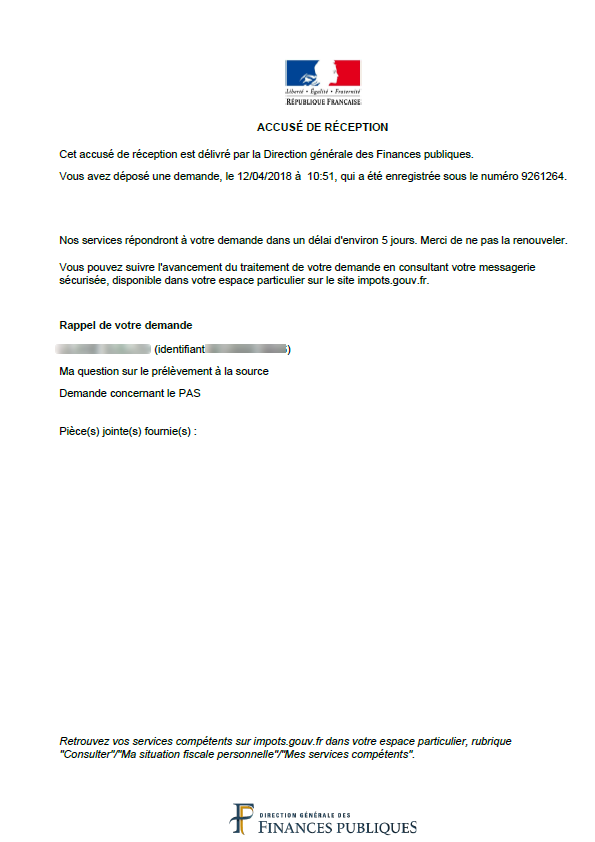 Liberté • Égalité • Fraternité
RÉPUBLIQUE FRANÇAISE
ACCUSÉ DE RÉCEPTION
Cet accusé de réception est délivré par la Direction générale des Finances publiques.
Vous avez déposé une demande, le 12/04/2018 à 10:51, qui a été enregistrée sous le numéro 9261264.
Nos services répondront à votre demande dans un délai d'environ 5 jours. Merci de ne pas la renouveler.
Vous pouvez suivre l'avancement du traitement de votre demande en consultant votre messagerie
sécurisée, disponible dans votre espace particulier sur le site impots.gouv.fr.
Rappel de votre demande
(identifiant )
Ma question sur le prélèvement à la source
Demande concernant le PAS
Pièce(s) jointe(s) fournie(s) :
Retrouvez vos services compétents sur impots.gouv.fr dans votre espace particulier, rubrique
"Consulter"/"Ma situation fiscale personnelle"/"Mes services compétents".
DIRECTION GÉNÉRALE DES
FINANCES PUBLIQUES